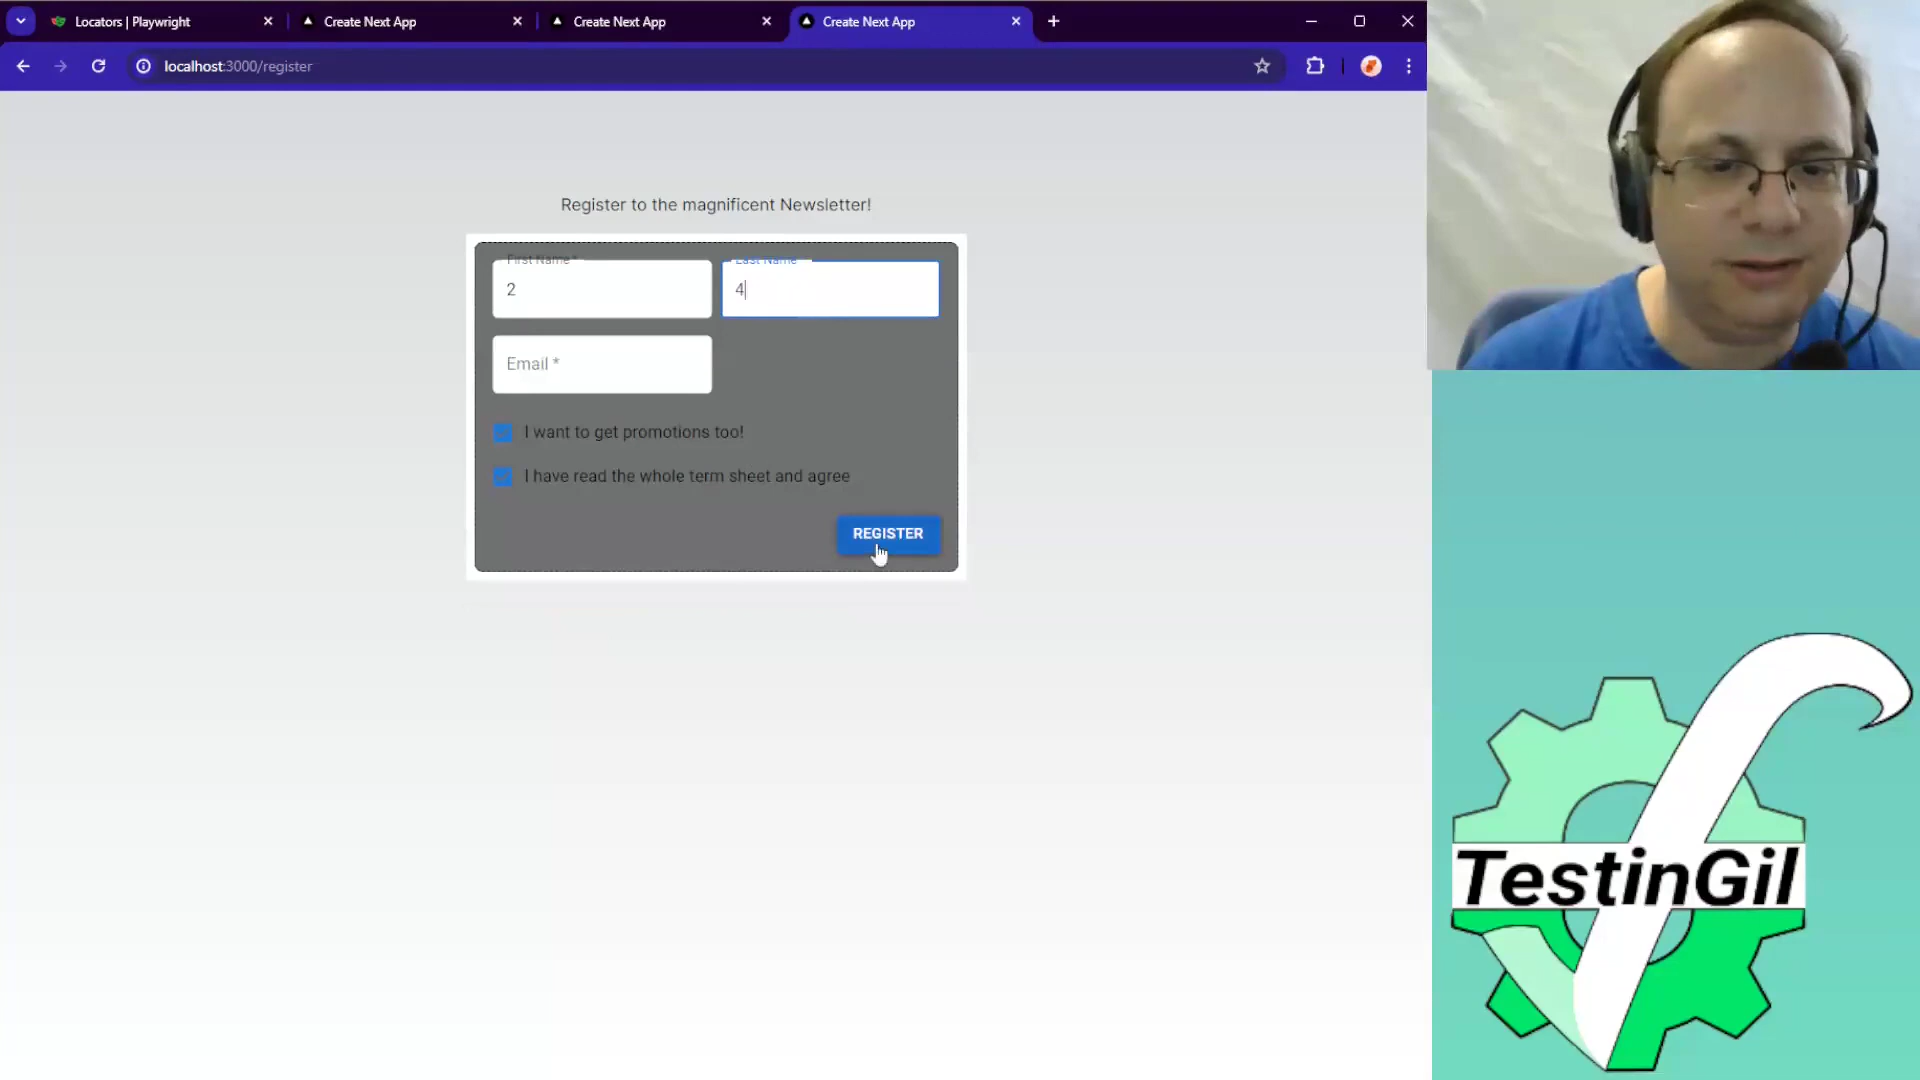 Locators | Playwright
Create Next App
Create Next App
Create Next App
localhost:3000/register
Register to the magnificent Newsletter!
First Name *
Last Name
2
4
Email *
I want to get promotions too!
I have read the whole term sheet and agree
REGISTER
TestinGil